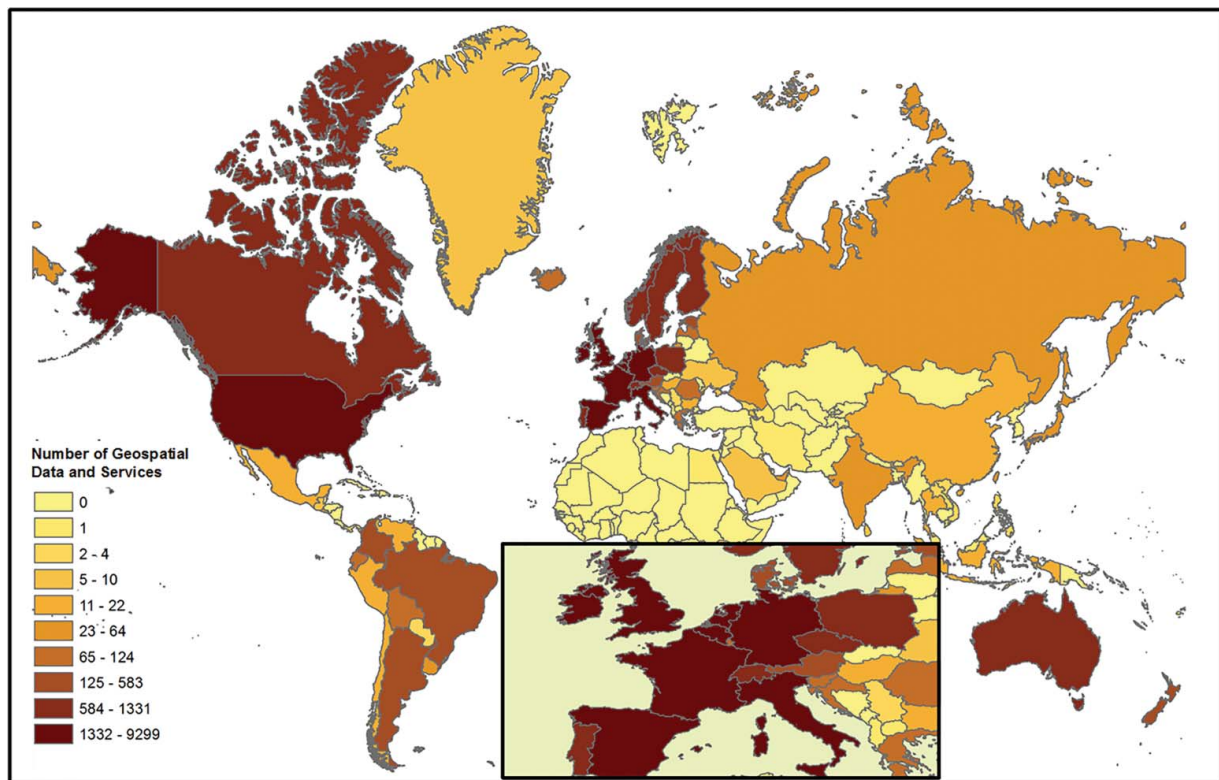 Number of Geospatial
Data and Services
0
1
2 - 4
5 - 10
11 - 22
23 - 64
65 - 124
125 - 583
584 - 1331
1332 - 9299